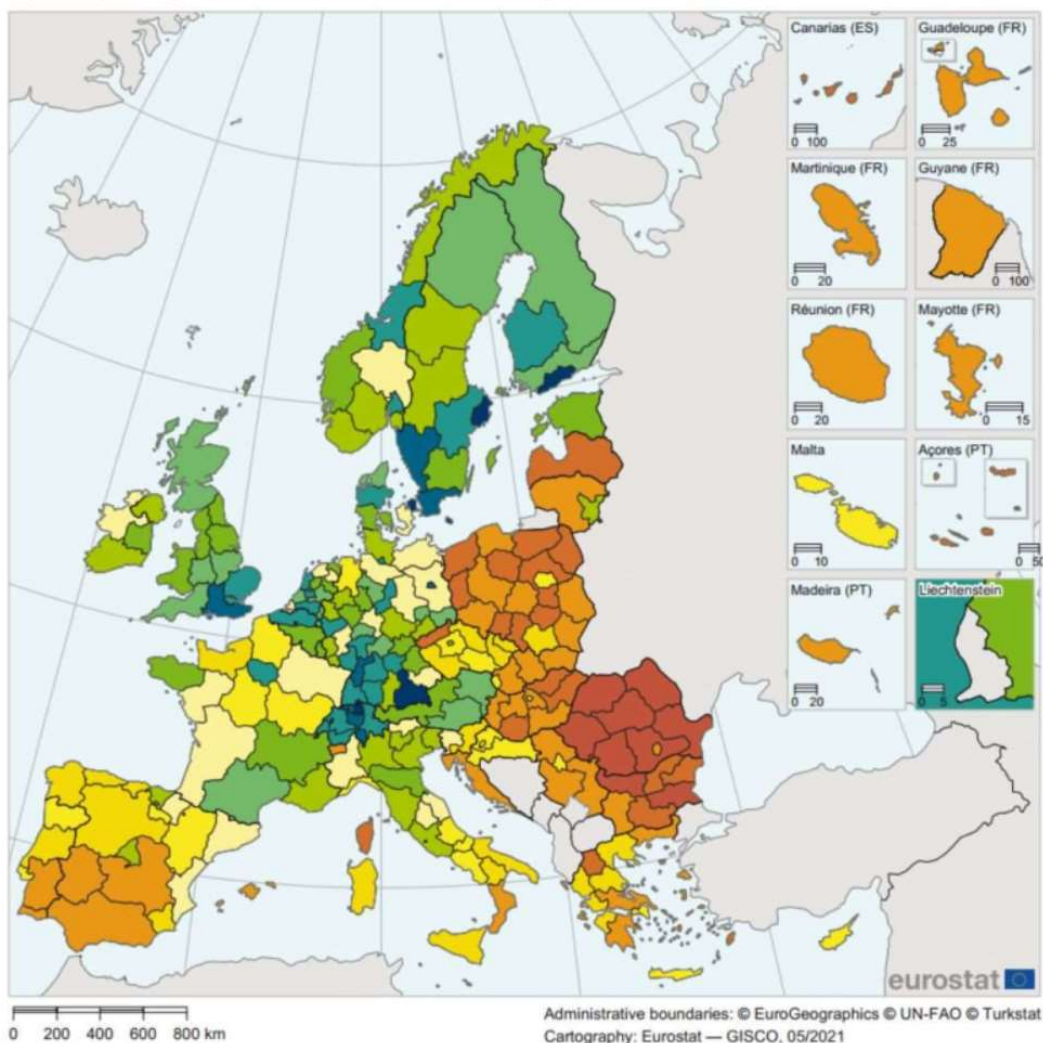 Canarias (ES)
0 100
Guadeloupe (FR)
0 25
Martinique (FR)
0 20
Guyane (FR)
0 100
Réunion (FR)
0 20
Mayotte (FR)
0 15
Malta
0 10
Açores (PT)
0 50
Madeira (PT)
0 20
Liechtenstein
0 5
eurostat
0 200 400 600 800 km
Administrative boundaries: © EuroGeographics © UN-FAO © Turkstat
Cartography: Eurostat — GISCO, 05/2021